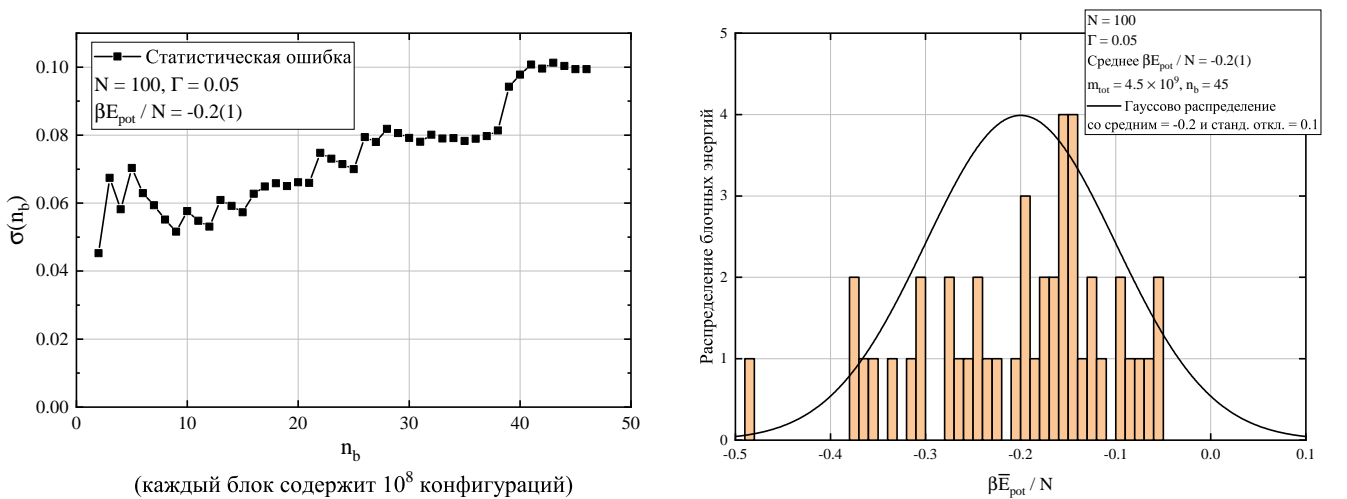 Статистическая ошибка
N = 100, Γ = 0.05
βE_pot / N = -0.2(1)
σ(n_b)
0.10
0.08
0.06
0.04
0.02
0.00
0 10 20 30 40 50
n_b
(каждый блок содержит 10^8 конфигураций)
N = 100
Γ = 0.05
Среднее βE_pot / N = -0.2(1)
m_tot = 4.5 × 10^9, n_b = 45
Гауссово распределение
со средним = -0.2 и станд. откл. = 0.1
Распределение блочных энергий
5
4
3
2
1
0
-0.5 -0.4 -0.3 -0.2 -0.1 0.0 0.1
βE̅_pot / N